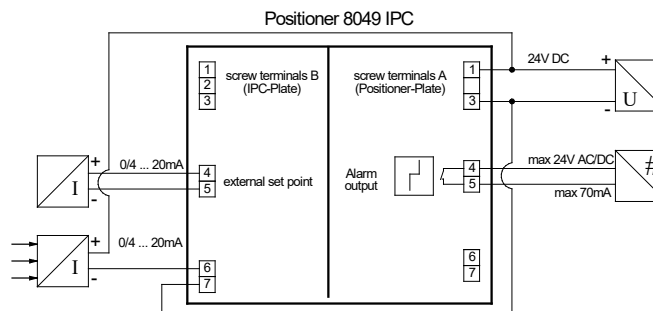 Positioner 8049 IPC
1
2
3
screw terminals B
(IPC-Plate)
screw terminals A
(Positioner-Plate)
1
3
24V DC
+
-
U
+
I
-
0/4 ... 20mA
4
5
external set point
Alarm
output
4
5
max 24V AC/DC
max 70mA
#
+
I
-
0/4 ... 20mA
6
7
6
7